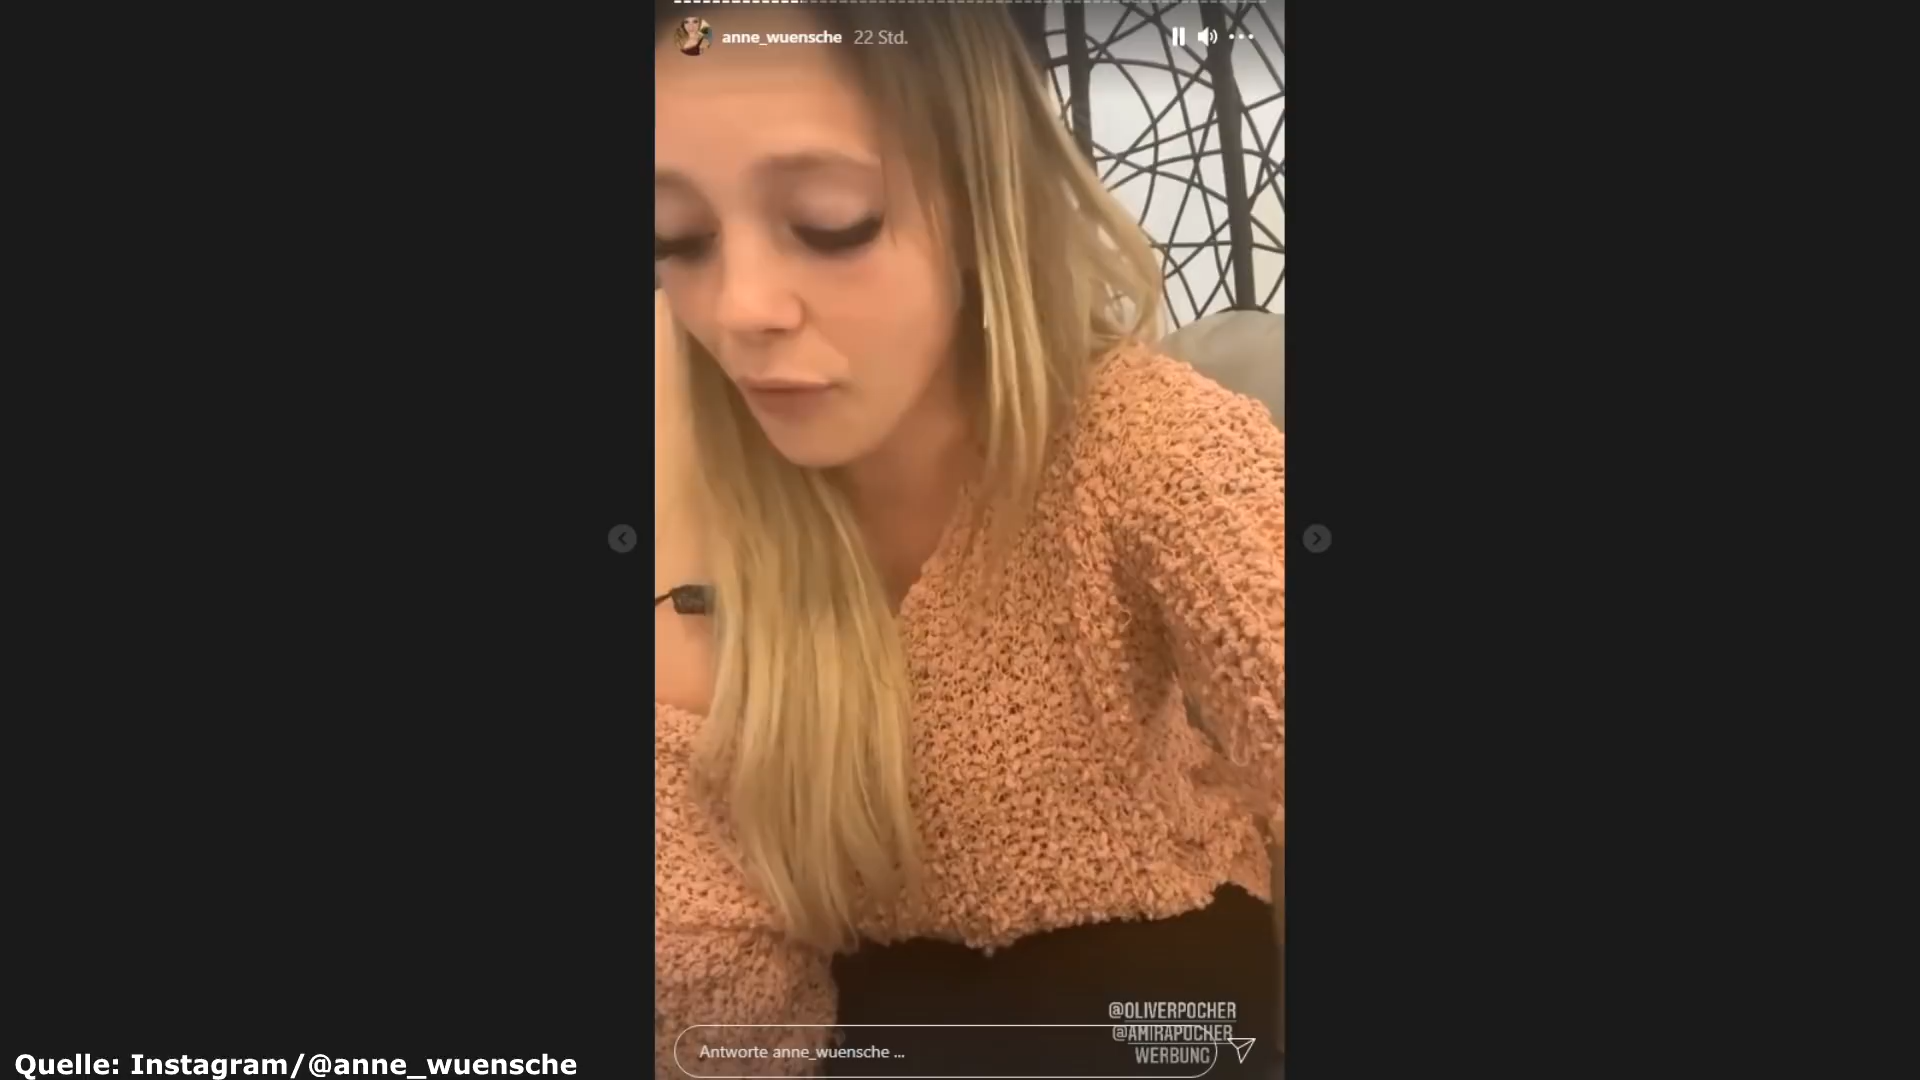 anne_wuensche 22 Std.
@OLIVERPOCHER
@AMIRAPOCHER
WERBUNG
Antworte anne_wuensche ...
Quelle: Instagram/@anne_wuensche